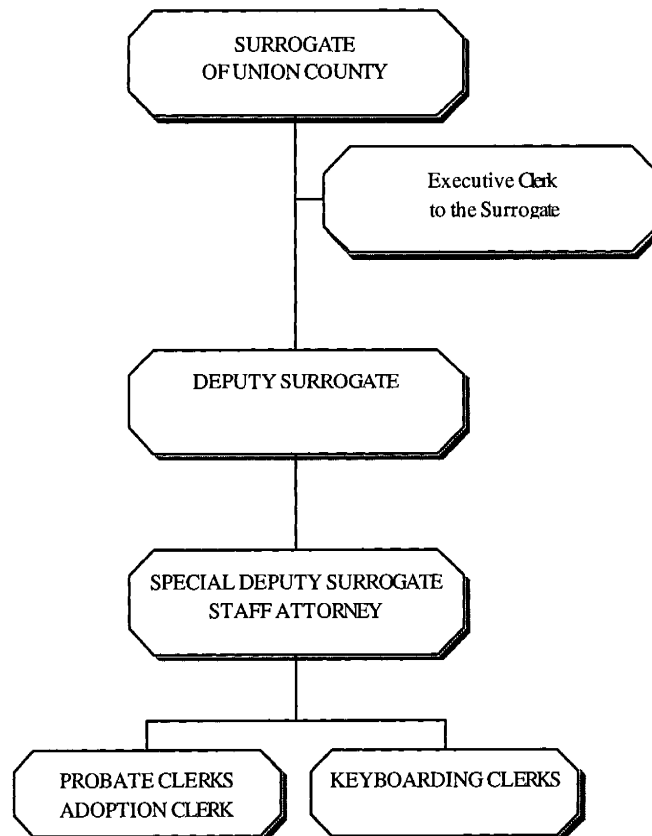 SURROGATE
OF UNION COUNTY
Executive Clerk
to the Surrogate
DEPUTY SURROGATE
SPECIAL DEPUTY SURROGATE
STAFF ATTORNEY
PROBATE CLERKS
ADOPTION CLERK
KEYBOARDING CLERKS